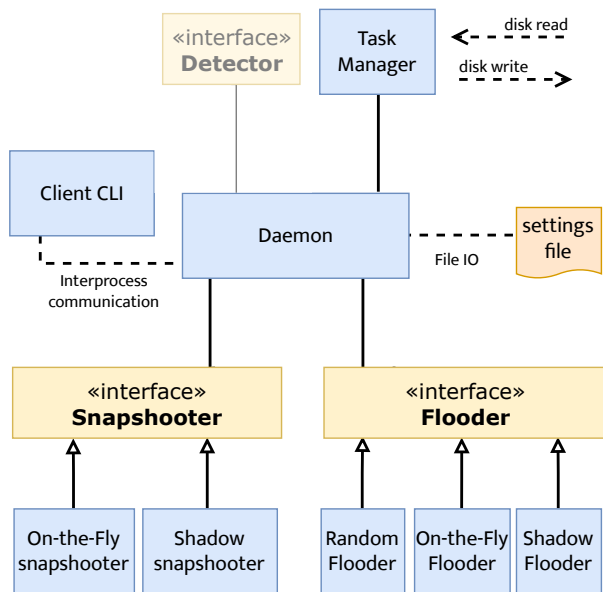 «interface»
Detector
Task
Manager
disk read
disk write
Client CLI
Daemon
settings
file
File IO
Interprocess
communication
«interface»
Snapshooter
«interface»
Flooder
On-the-Fly
snapshooter
Shadow
snapshooter
Random
Flooder
On-the-Fly
Flooder
Shadow
Flooder